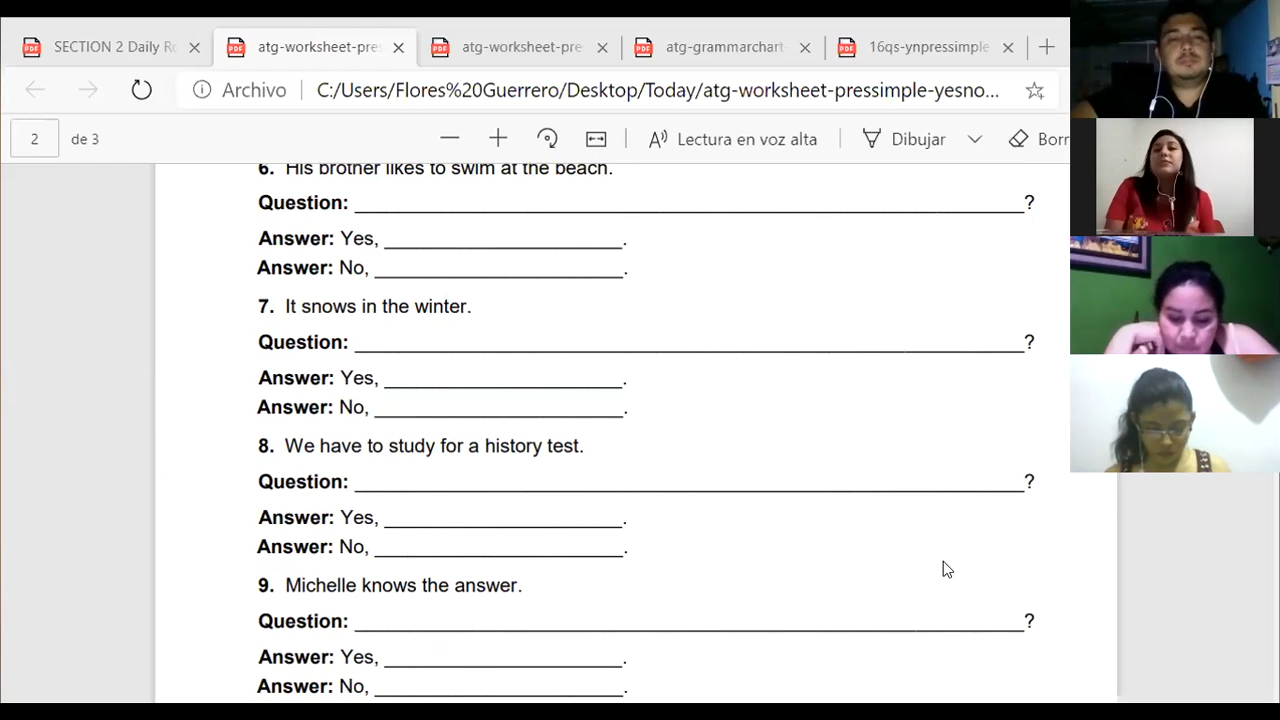 SECTION 2 Daily Ro
atg-worksheet-pres
atg-worksheet-pre
atg-grammarchart-
16qs-ynpressimple
Archivo C:/Users/Flores%20Guerrero/Desktop/Today/atg-worksheet-pressimple-yesno...
2 de 3 Lectura en voz alta Dibujar Borr
6. His brother likes to swim at the beach.
Question: ?
Answer: Yes, .
Answer: No, .
7. It snows in the winter.
Question: ?
Answer: Yes, .
Answer: No, .
8. We have to study for a history test.
Question: ?
Answer: Yes, .
Answer: No, .
9. Michelle knows the answer.
Question: ?
Answer: Yes, .
Answer: No, .